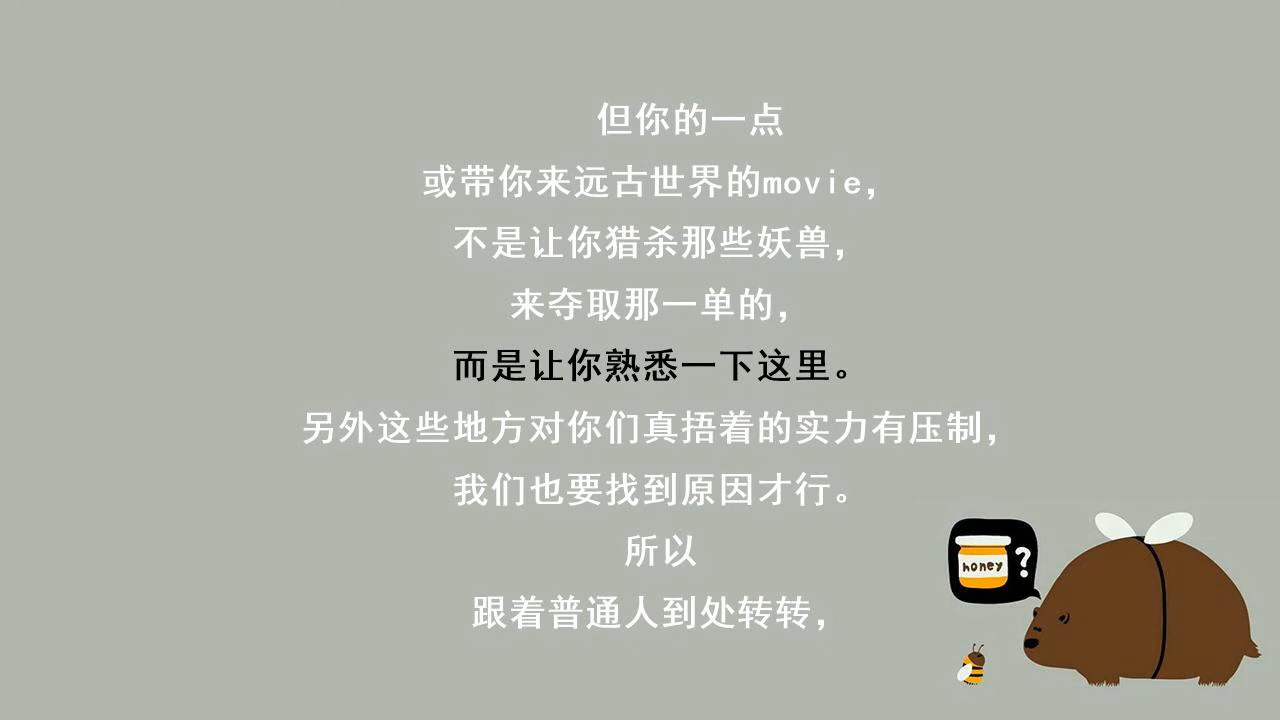 但你的一点
或带你来远古世界的movie，
不是让你猎杀那些妖兽，
来夺取那一单的，
而是让你熟悉一下这里。
另外这些地方对你们真捂着的实力有压制，
我们也要找到原因才行。
所以
跟着普通人到处转转，
honey
?